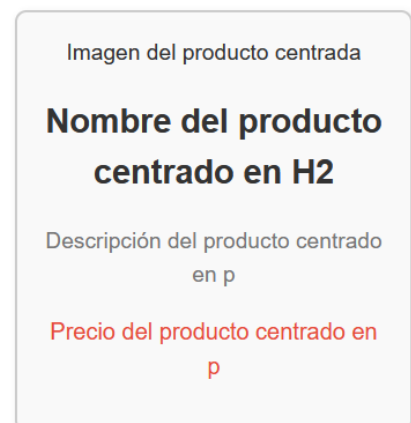 Imagen del producto centrada
Nombre del producto
centrado en H2
Descripción del producto centrado
en p
Precio del producto centrado en
p